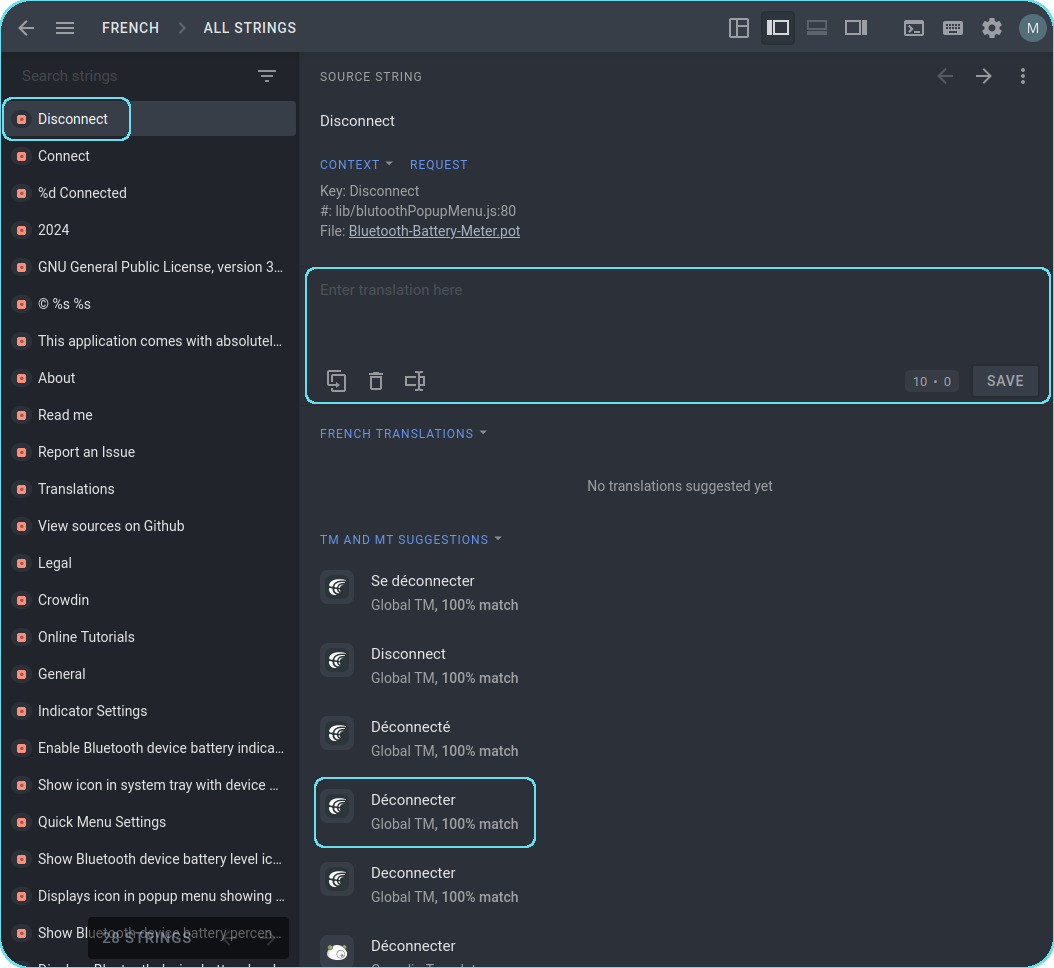 FRENCH
ALL STRINGS
M
Search strings
Disconnect
Connect
%d Connected
2024
GNU General Public License, version 3...
© %s %s
This application comes with absolutel...
About
Read me
Report an Issue
Translations
View sources on Github
Legal
Crowdin
Online Tutorials
General
Indicator Settings
Enable Bluetooth device battery indica...
Show icon in system tray with device ...
Quick Menu Settings
Show Bluetooth device battery level ic...
Displays icon in popup menu showing ...
Show Bluetooth device battery percen...
28 STRINGS
SOURCE STRING
Disconnect
CONTEXT
REQUEST
Key: Disconnect
#: lib/blutoothPopupMenu.js:80
File: Bluetooth-Battery-Meter.pot
Enter translation here
10 • 0
SAVE
FRENCH TRANSLATIONS
No translations suggested yet
TM AND MT SUGGESTIONS
Se déconnecter
Global TM, 100% match
Disconnect
Global TM, 100% match
Déconnecté
Global TM, 100% match
Déconnecter
Global TM, 100% match
Deconnecter
Global TM, 100% match
Déconnecter